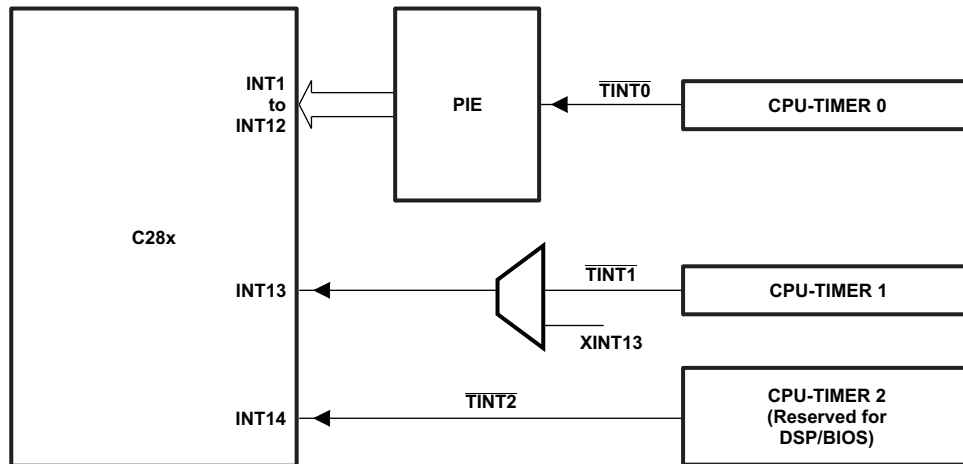 INT1
to
INT12
PIE
TINT0
CPU-TIMER 0
C28x
INT13
TINT1
CPU-TIMER 1
XINT13
INT14
TINT2
CPU-TIMER 2
(Reserved for
DSP/BIOS)